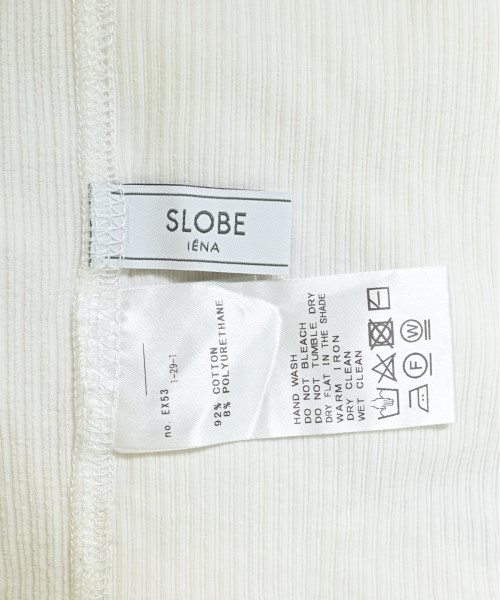 SLOBE
IÉNA
no. EX53
1-29-1
92% COTTON
8% POLYURETHANE
HAND WASH
DO NOT BLEACH
DO NOT TUMBLE DRY
DRY FLAT IN THE SHADE
WARM IRON
DRY CLEAN
WET CLEAN
F
W